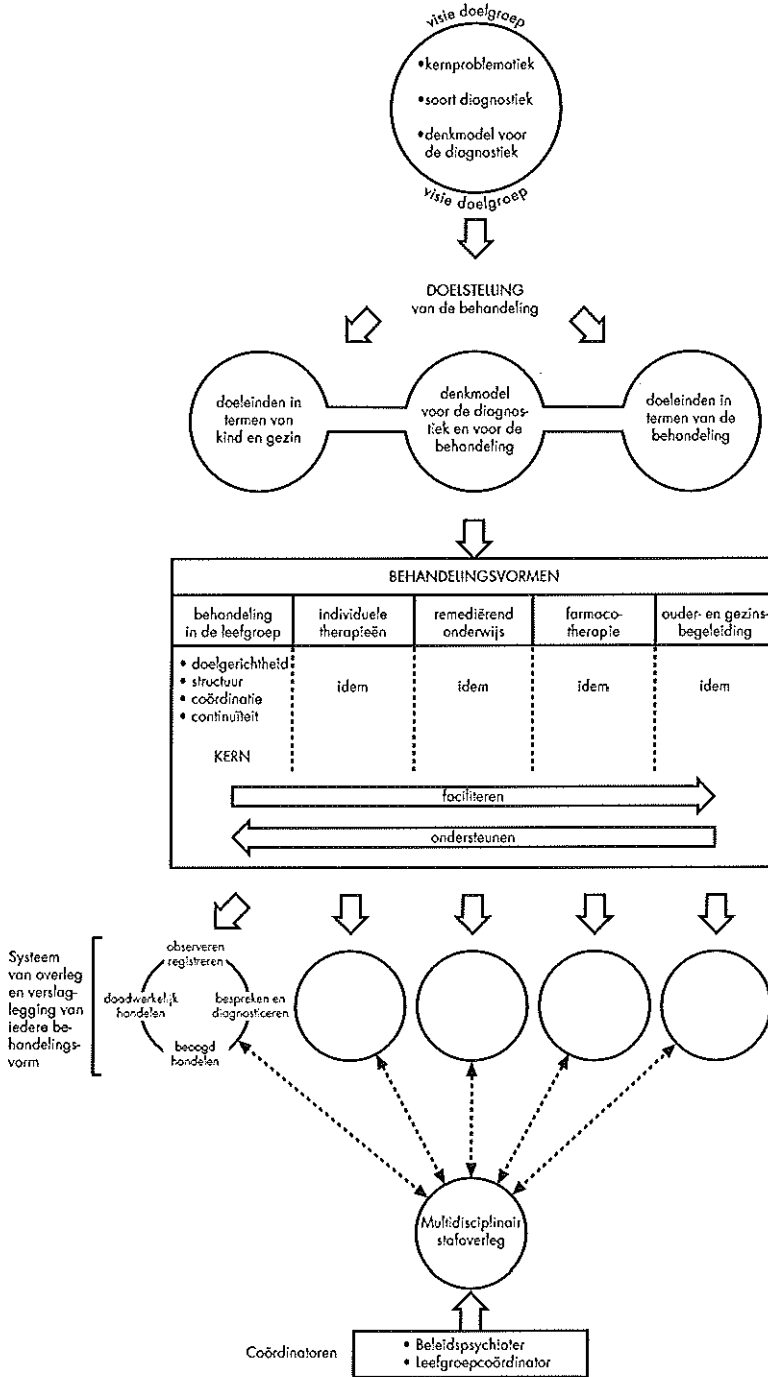 visie doelgroep
• kernproblematiek
• soort diagnostiek
• denkmodel voor
de diagnostiek
visie doelgroep
DOELSTELLING
van de behandeling
doeleinden in
termen van
kind en gezin
denkmodel
voor de diagnos-
tiek en voor de
behandeling
doeleinden in
termen van de
behandeling
BEHANDELINGSVORMEN
behandeling
in de leefgroep
individuele
therapieën
remediërend
onderwijs
farmaco-
therapie
ouder- en gezins-
begeleiding
• doelgerichtheid
• structuur
• coördinatie
• continuïteit
idem
idem
idem
idem
KERN
faciliteren
ondersteunen
Systeem
van overleg
en verslag-
legging van
iedere be-
handelings-
vorm
observeren
registreren
daadwerkelijk
handelen
bespreken en
diagnosticeren
beoogd
handelen
Multidisciplinair
stafoverleg
Coördinatoren
• Beleidspsychiater
• Leefgroepcoördinator